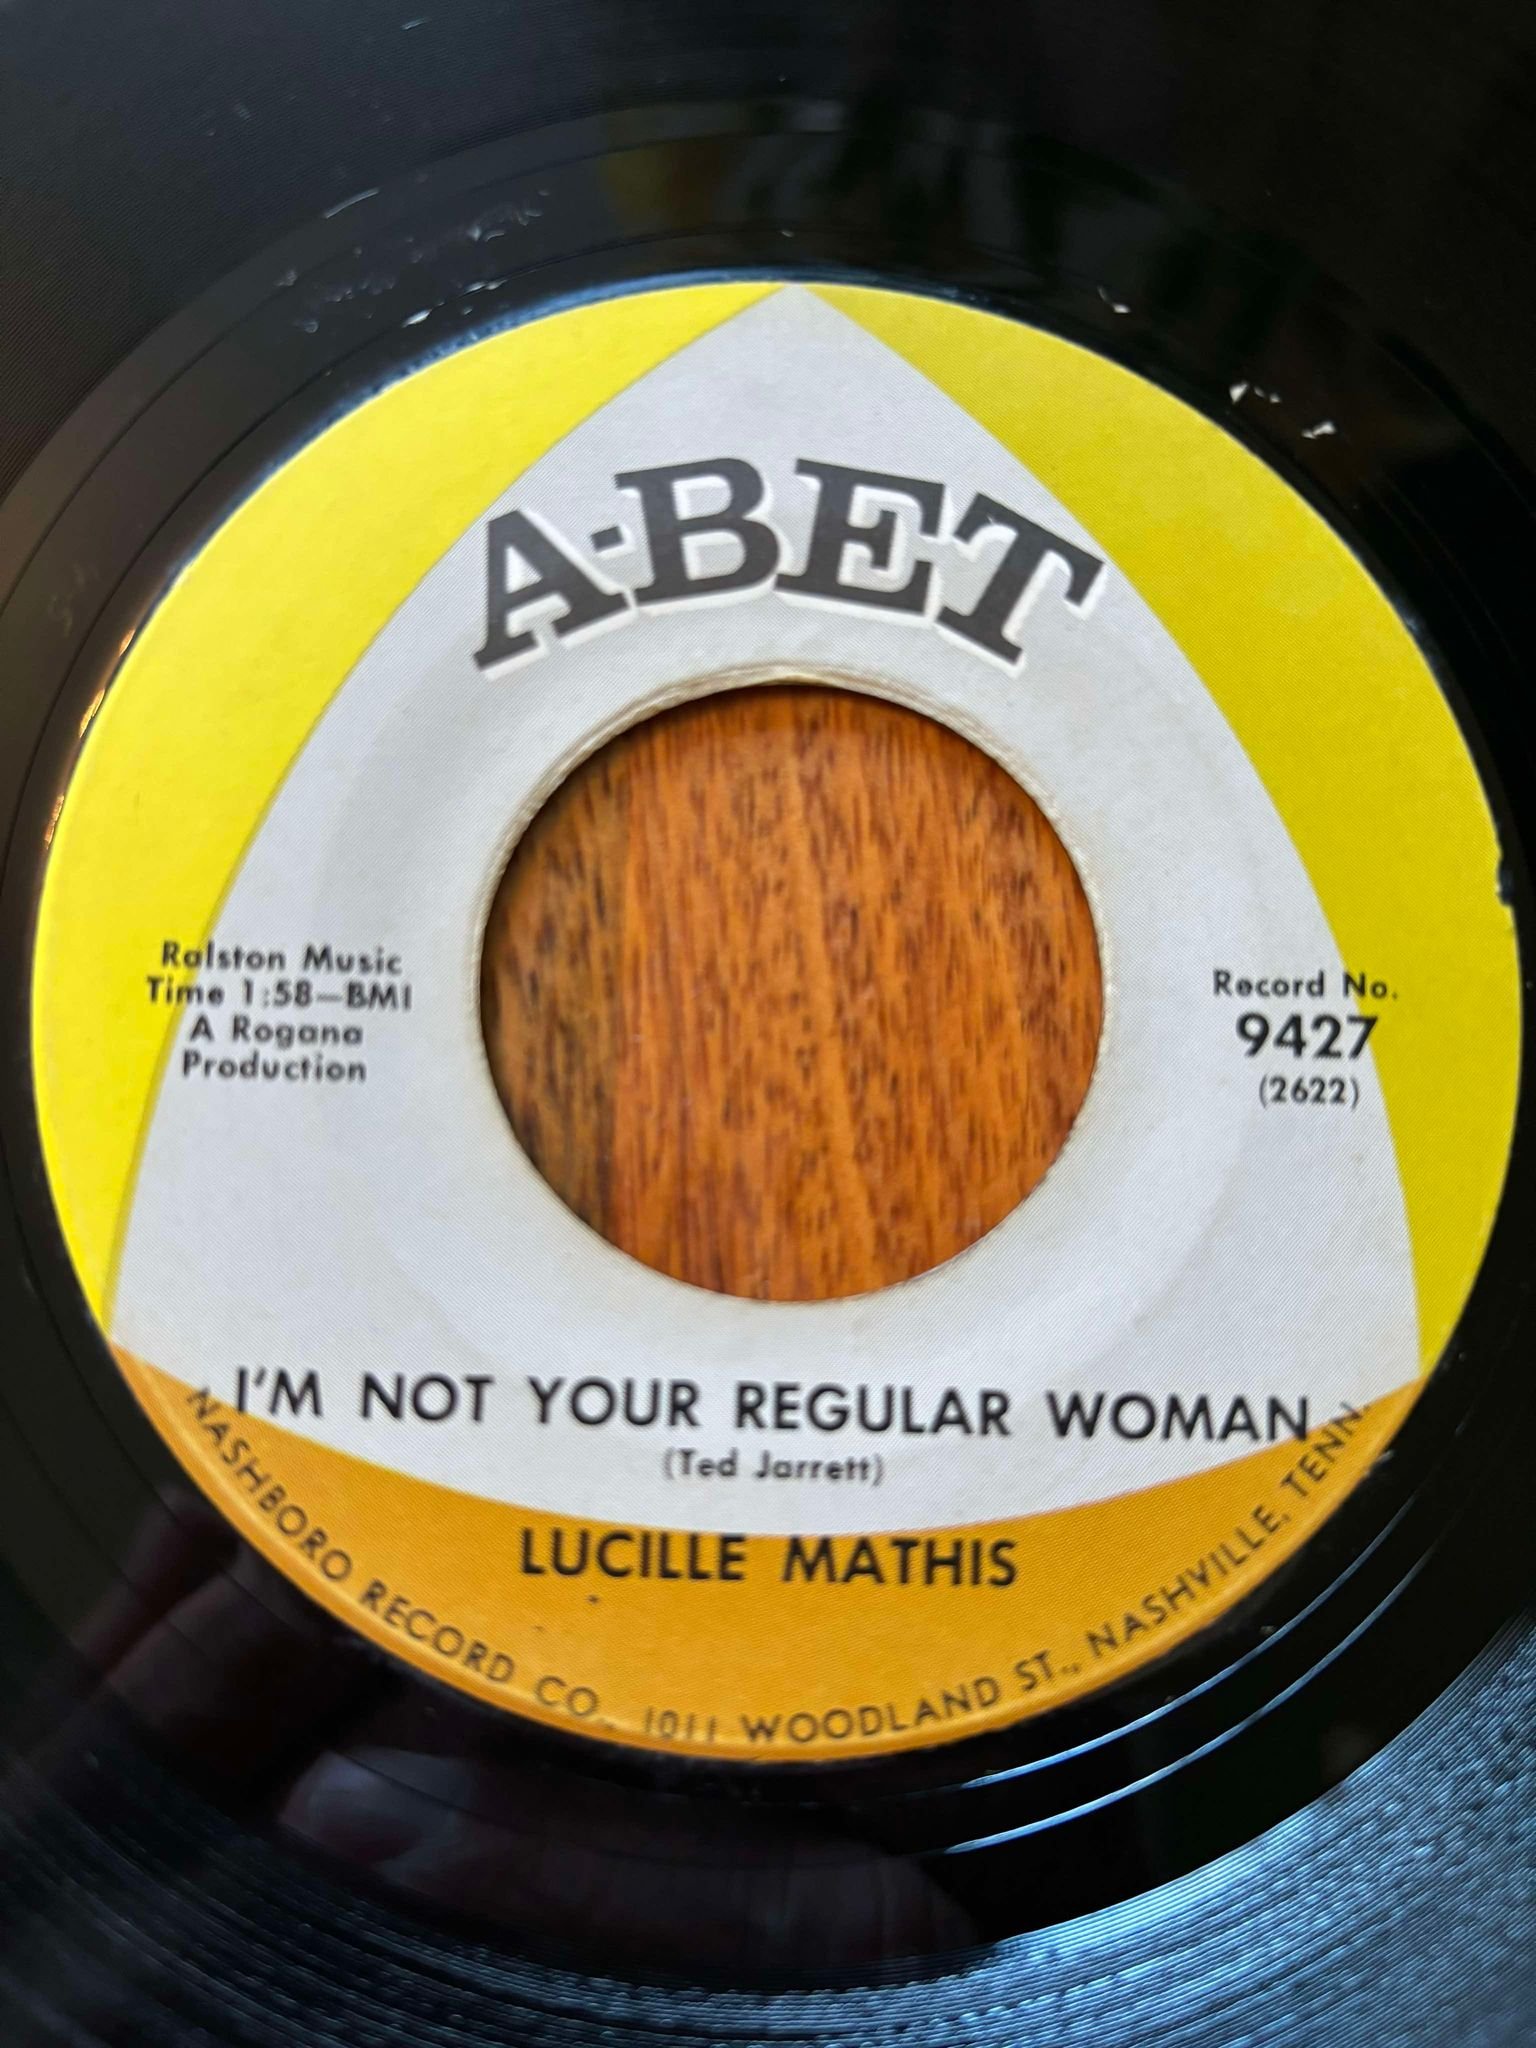 A-BET
Ralston Music
Time 1:58—BMI
A Rogana
Production
Record No.
9427
(2622)
I'M NOT YOUR REGULAR WOMAN
(Ted Jarrett)
LUCILLE MATHIS
NASHBORO RECORD CO., 1011 WOODLAND ST., NASHVILLE, TENN.